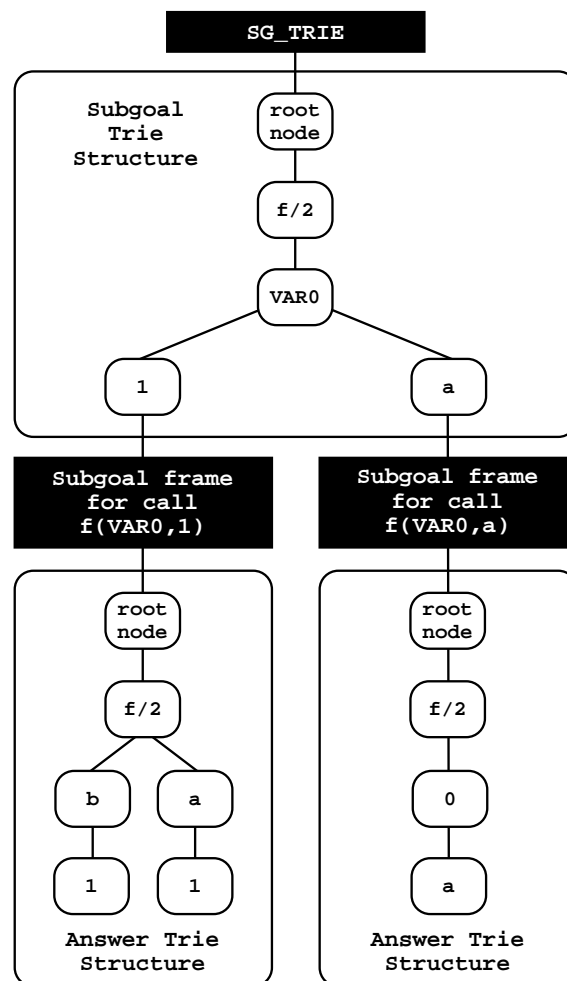 SG_TRIE
Subgoal
Trie
Structure
root
node
f/2
VAR0
1
a
Subgoal frame
for call
f(VAR0,1)
Subgoal frame
for call
f(VAR0,a)
root
node
f/2
b
a
1
1
Answer Trie
Structure
root
node
f/2
0
a
Answer Trie
Structure